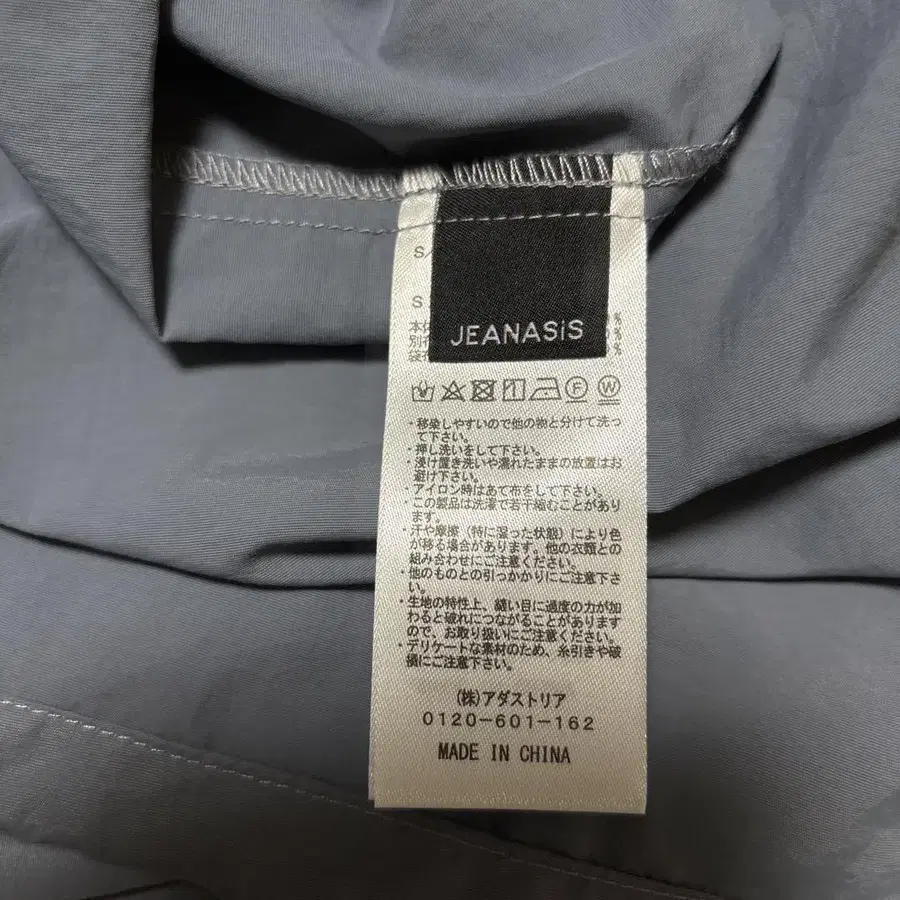 S
JEANASiS
S
本体
別布
袋布
%
%
%
F W
・移染しやすいので他の物と分けて洗っ
て下さい。
・押し洗いをして下さい。
・浸け置き洗いや濡れたままの放置はお
避け下さい。
・アイロン時はあて布をして下さい。
・この製品は洗濯で若干縮むことがあり
ます。
・汗や摩擦（特に湿った状態）により色
が移る場合があります。他の衣類との
組み合わせにご注意ください。
・他のものとの引っかかりにご注意下さ
い。
・生地の特性上、縫い目に過度の力が加
わると破れにつながることがあります
ので、お取り扱いにご注意ください。
・デリケートな素材のため、糸引きや破
損にご注意下さい。
(株)アダストリア
0120-601-162
MADE IN CHINA